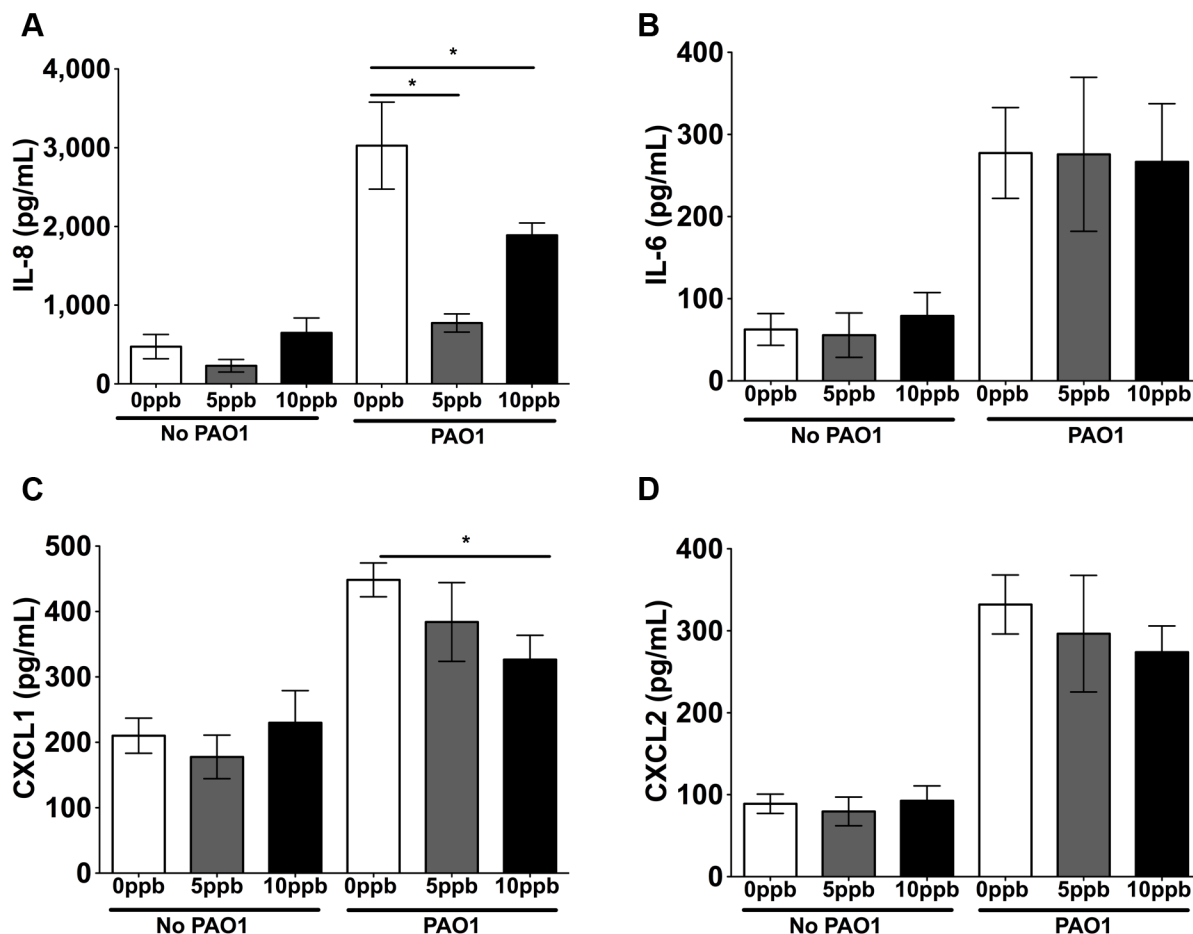 A
IL-8 (pg/mL)
4,000
3,000
2,000
1,000
0
*
*
0ppb 5ppb 10ppb 0ppb 5ppb 10ppb
No PAO1 PAO1
B
IL-6 (pg/mL)
400
300
200
100
0
0ppb 5ppb 10ppb 0ppb 5ppb 10ppb
No PAO1 PAO1
C
CXCL1 (pg/mL)
500
400
300
200
100
0
*
0ppb 5ppb 10ppb 0ppb 5ppb 10ppb
No PAO1 PAO1
D
CXCL2 (pg/mL)
400
300
200
100
0
0ppb 5ppb 10ppb 0ppb 5ppb 10ppb
No PAO1 PAO1